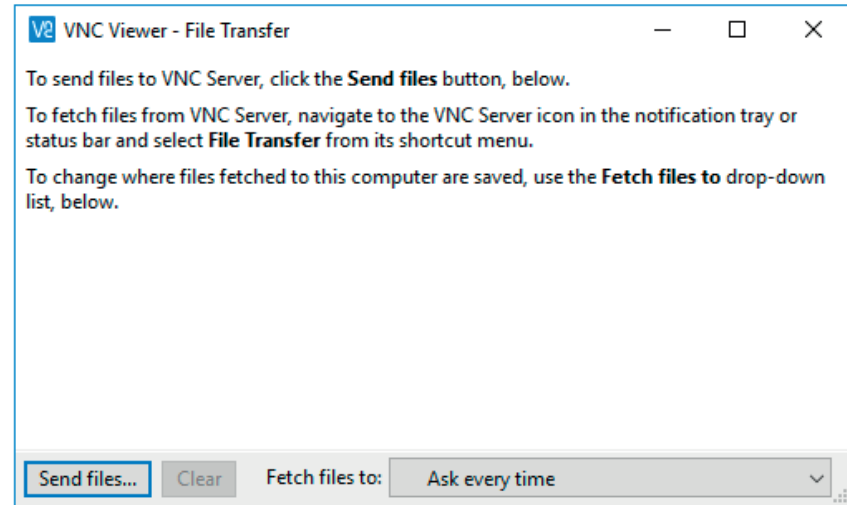 V2 VNC Viewer - File Transfer
To send files to VNC Server, click the Send files button, below.
To fetch files from VNC Server, navigate to the VNC Server icon in the notification tray or
status bar and select File Transfer from its shortcut menu.
To change where files fetched to this computer are saved, use the Fetch files to drop-down
list, below.
Send files... Clear Fetch files to: Ask every time